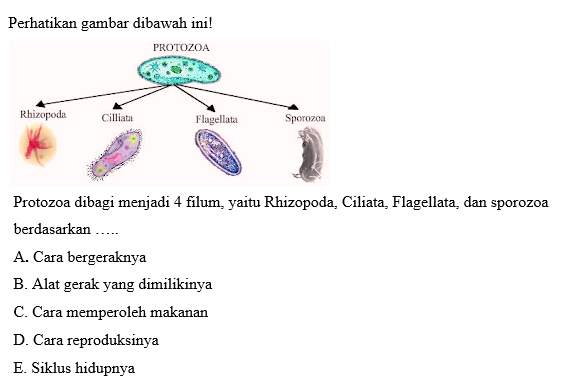 Perhatikan gambar dibawah ini!
PROTOZOA
Rhizopoda Cilliata Flagellata Sporozoa
Protozoa dibagi menjadi 4 filum, yaitu Rhizopoda, Ciliata, Flagellata, dan sporozoa
berdasarkan …..
A. Cara bergeraknya
B. Alat gerak yang dimilikinya
C. Cara memperoleh makanan
D. Cara reproduksinya
E. Siklus hidupnya